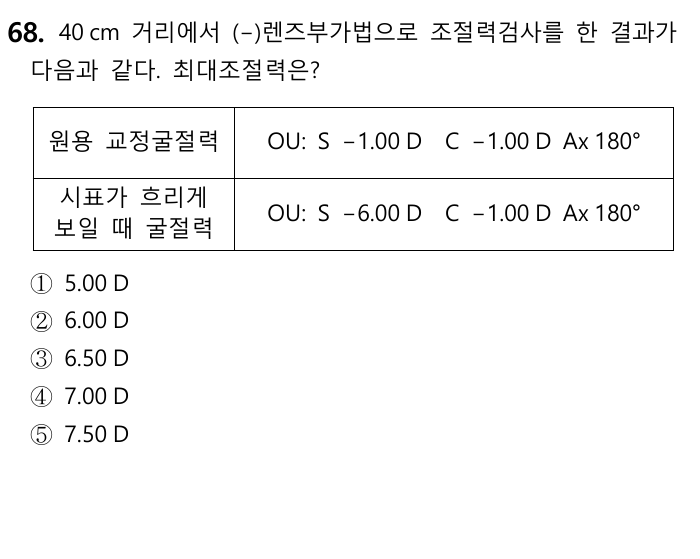 68. 40 cm 거리에서 (−)렌즈부가법으로 조절력검사를 한 결과가
다음과 같다. 최대조절력은?
원용 교정굴절력 OU: S −1.00 D C −1.00 D Ax 180°
시표가 흐리게
보일 때 굴절력 OU: S −6.00 D C −1.00 D Ax 180°
① 5.00 D
② 6.00 D
③ 6.50 D
④ 7.00 D
⑤ 7.50 D